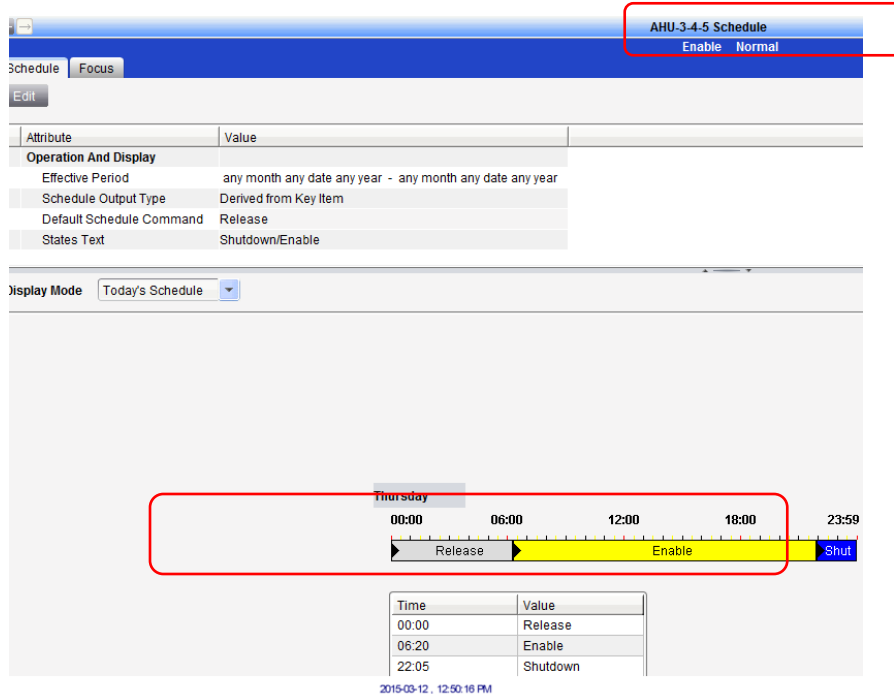 AHU-3-4-5 Schedule
Enable Normal
Schedule Focus
Edit
Attribute Value
Operation And Display
Effective Period any month any date any year - any month any date any year
Schedule Output Type Derived from Key Item
Default Schedule Command Release
States Text Shutdown/Enable
Display Mode Today's Schedule
Thursday
00:00 06:00 12:00 18:00 23:59
Release Enable Shut
Time Value
00:00 Release
06:20 Enable
22:05 Shutdown
2015-03-12 , 12:50:16 PM